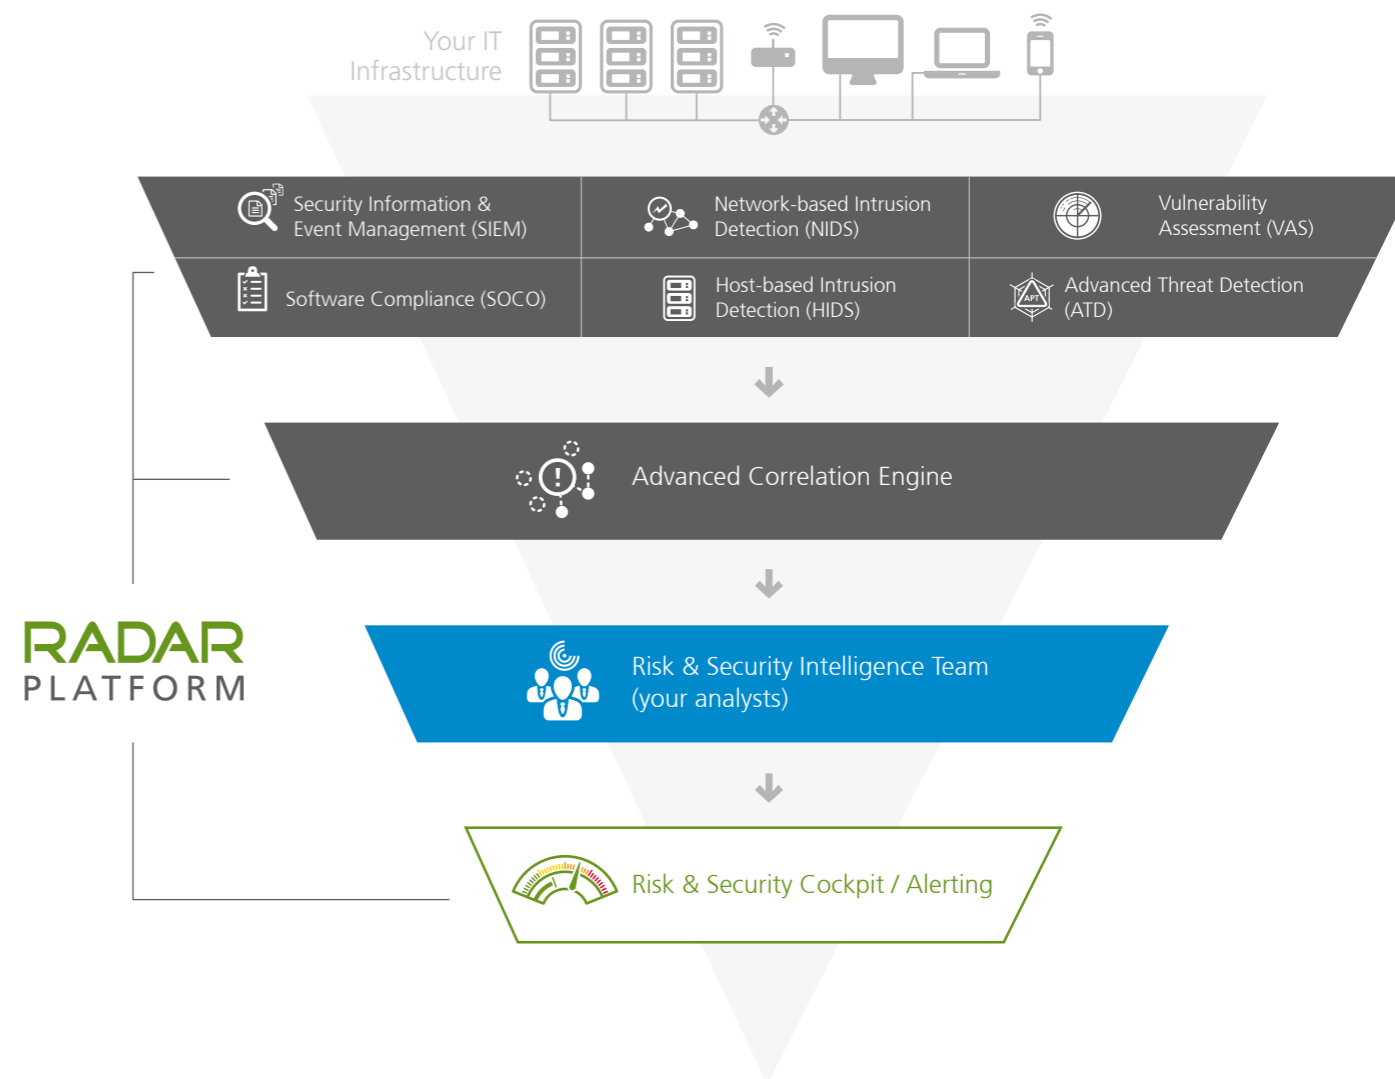 Your IT
Infrastructure
Security Information &
Event Management (SIEM)
Network-based Intrusion
Detection (NIDS)
Vulnerability
Assessment (VAS)
Software Compliance (SOCO)
Host-based Intrusion
Detection (HIDS)
APT
Advanced Threat Detection
(ATD)
Advanced Correlation Engine
RADAR
PLATFORM
Risk & Security Intelligence Team
(your analysts)
Risk & Security Cockpit / Alerting